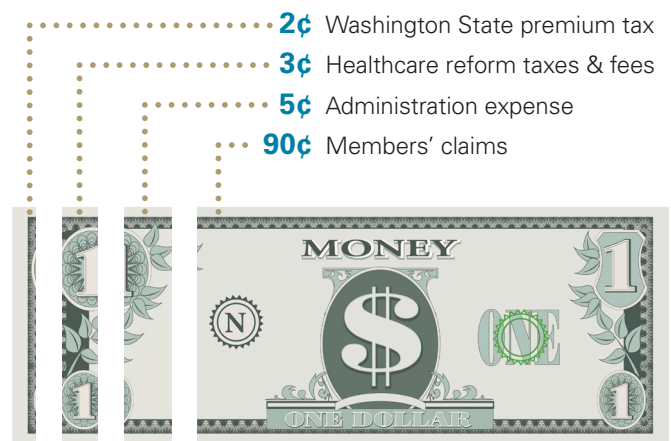 2¢ Washington State premium tax
3¢ Healthcare reform taxes & fees
5¢ Administration expense
90¢ Members’ claims
MONEY
1 1
N $ ONE
1 1
ONE DOLLAR